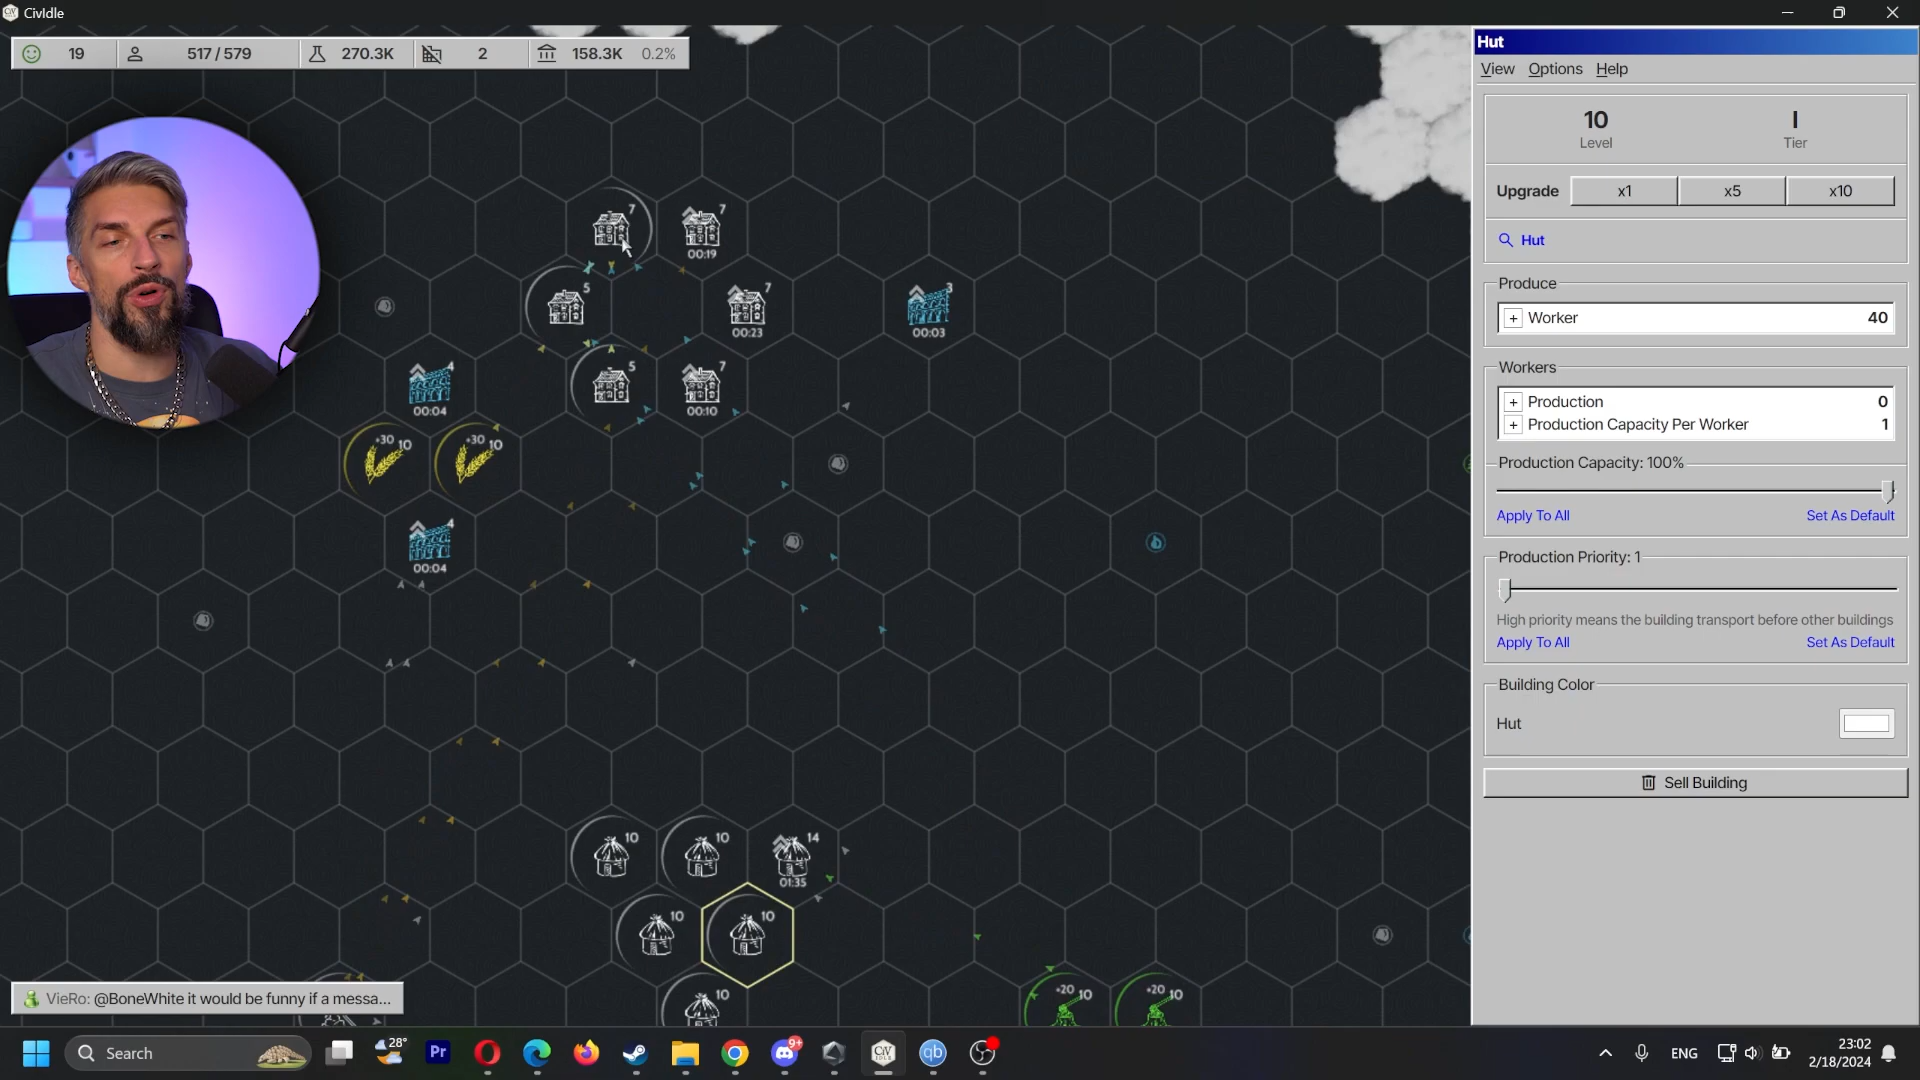 CivIdle
19
517 / 579
270.3K
2
158.3K
0.2%
Hut
View Options Help
10
Level
I
Tier
Upgrade x1 x5 x10
Hut
Produce
+ Worker 40
Workers
+ Production 0
+ Production Capacity Per Worker 1
Production Capacity: 100%
Apply To All Set As Default
Production Priority: 1
High priority means the building transport before other buildings
Apply To All Set As Default
Building Color
Hut
Sell Building
7
7
00:19
5
7
00:23
3
00:03
4
00:04
5
7
00:10
+30 10
+30 10
4
00:04
10
10
14
01:35
10
10
10
+20 10
+20 10
VieRo: @BoneWhite it would be funny if a messa...
Search
28°
Pr
9+
CIV
IDLE
qb
ENG
23:02
2/18/2024